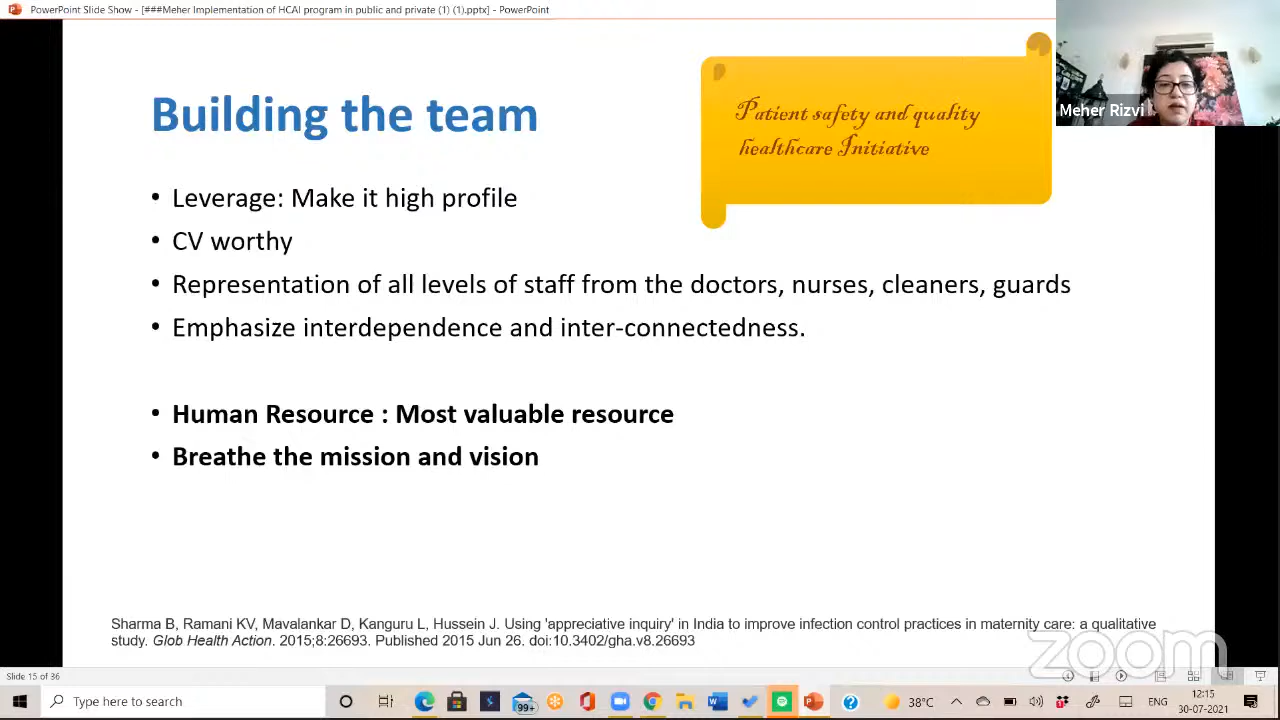 PowerPoint Slide Show - [###Meher Implementation of HCAI program in public and private (1) (1).pptx] - PowerPoint
Building the team
Patient safety and quality
healthcare Initiative
Meher Rizvi
• Leverage: Make it high profile
• CV worthy
• Representation of all levels of staff from the doctors, nurses, cleaners, guards
• Emphasize interdependence and inter-connectedness.
• Human Resource : Most valuable resource
• Breathe the mission and vision
Sharma B, Ramani KV, Mavalankar D, Kanguru L, Hussein J. Using 'appreciative inquiry' in India to improve infection control practices in maternity care: a qualitative
study. Glob Health Action. 2015;8:26693. Published 2015 Jun 26. doi:10.3402/gha.v8.26693
zoom
Slide 15 of 36
Type here to search
99+
38°C
ENG
12:15
30-07-2021